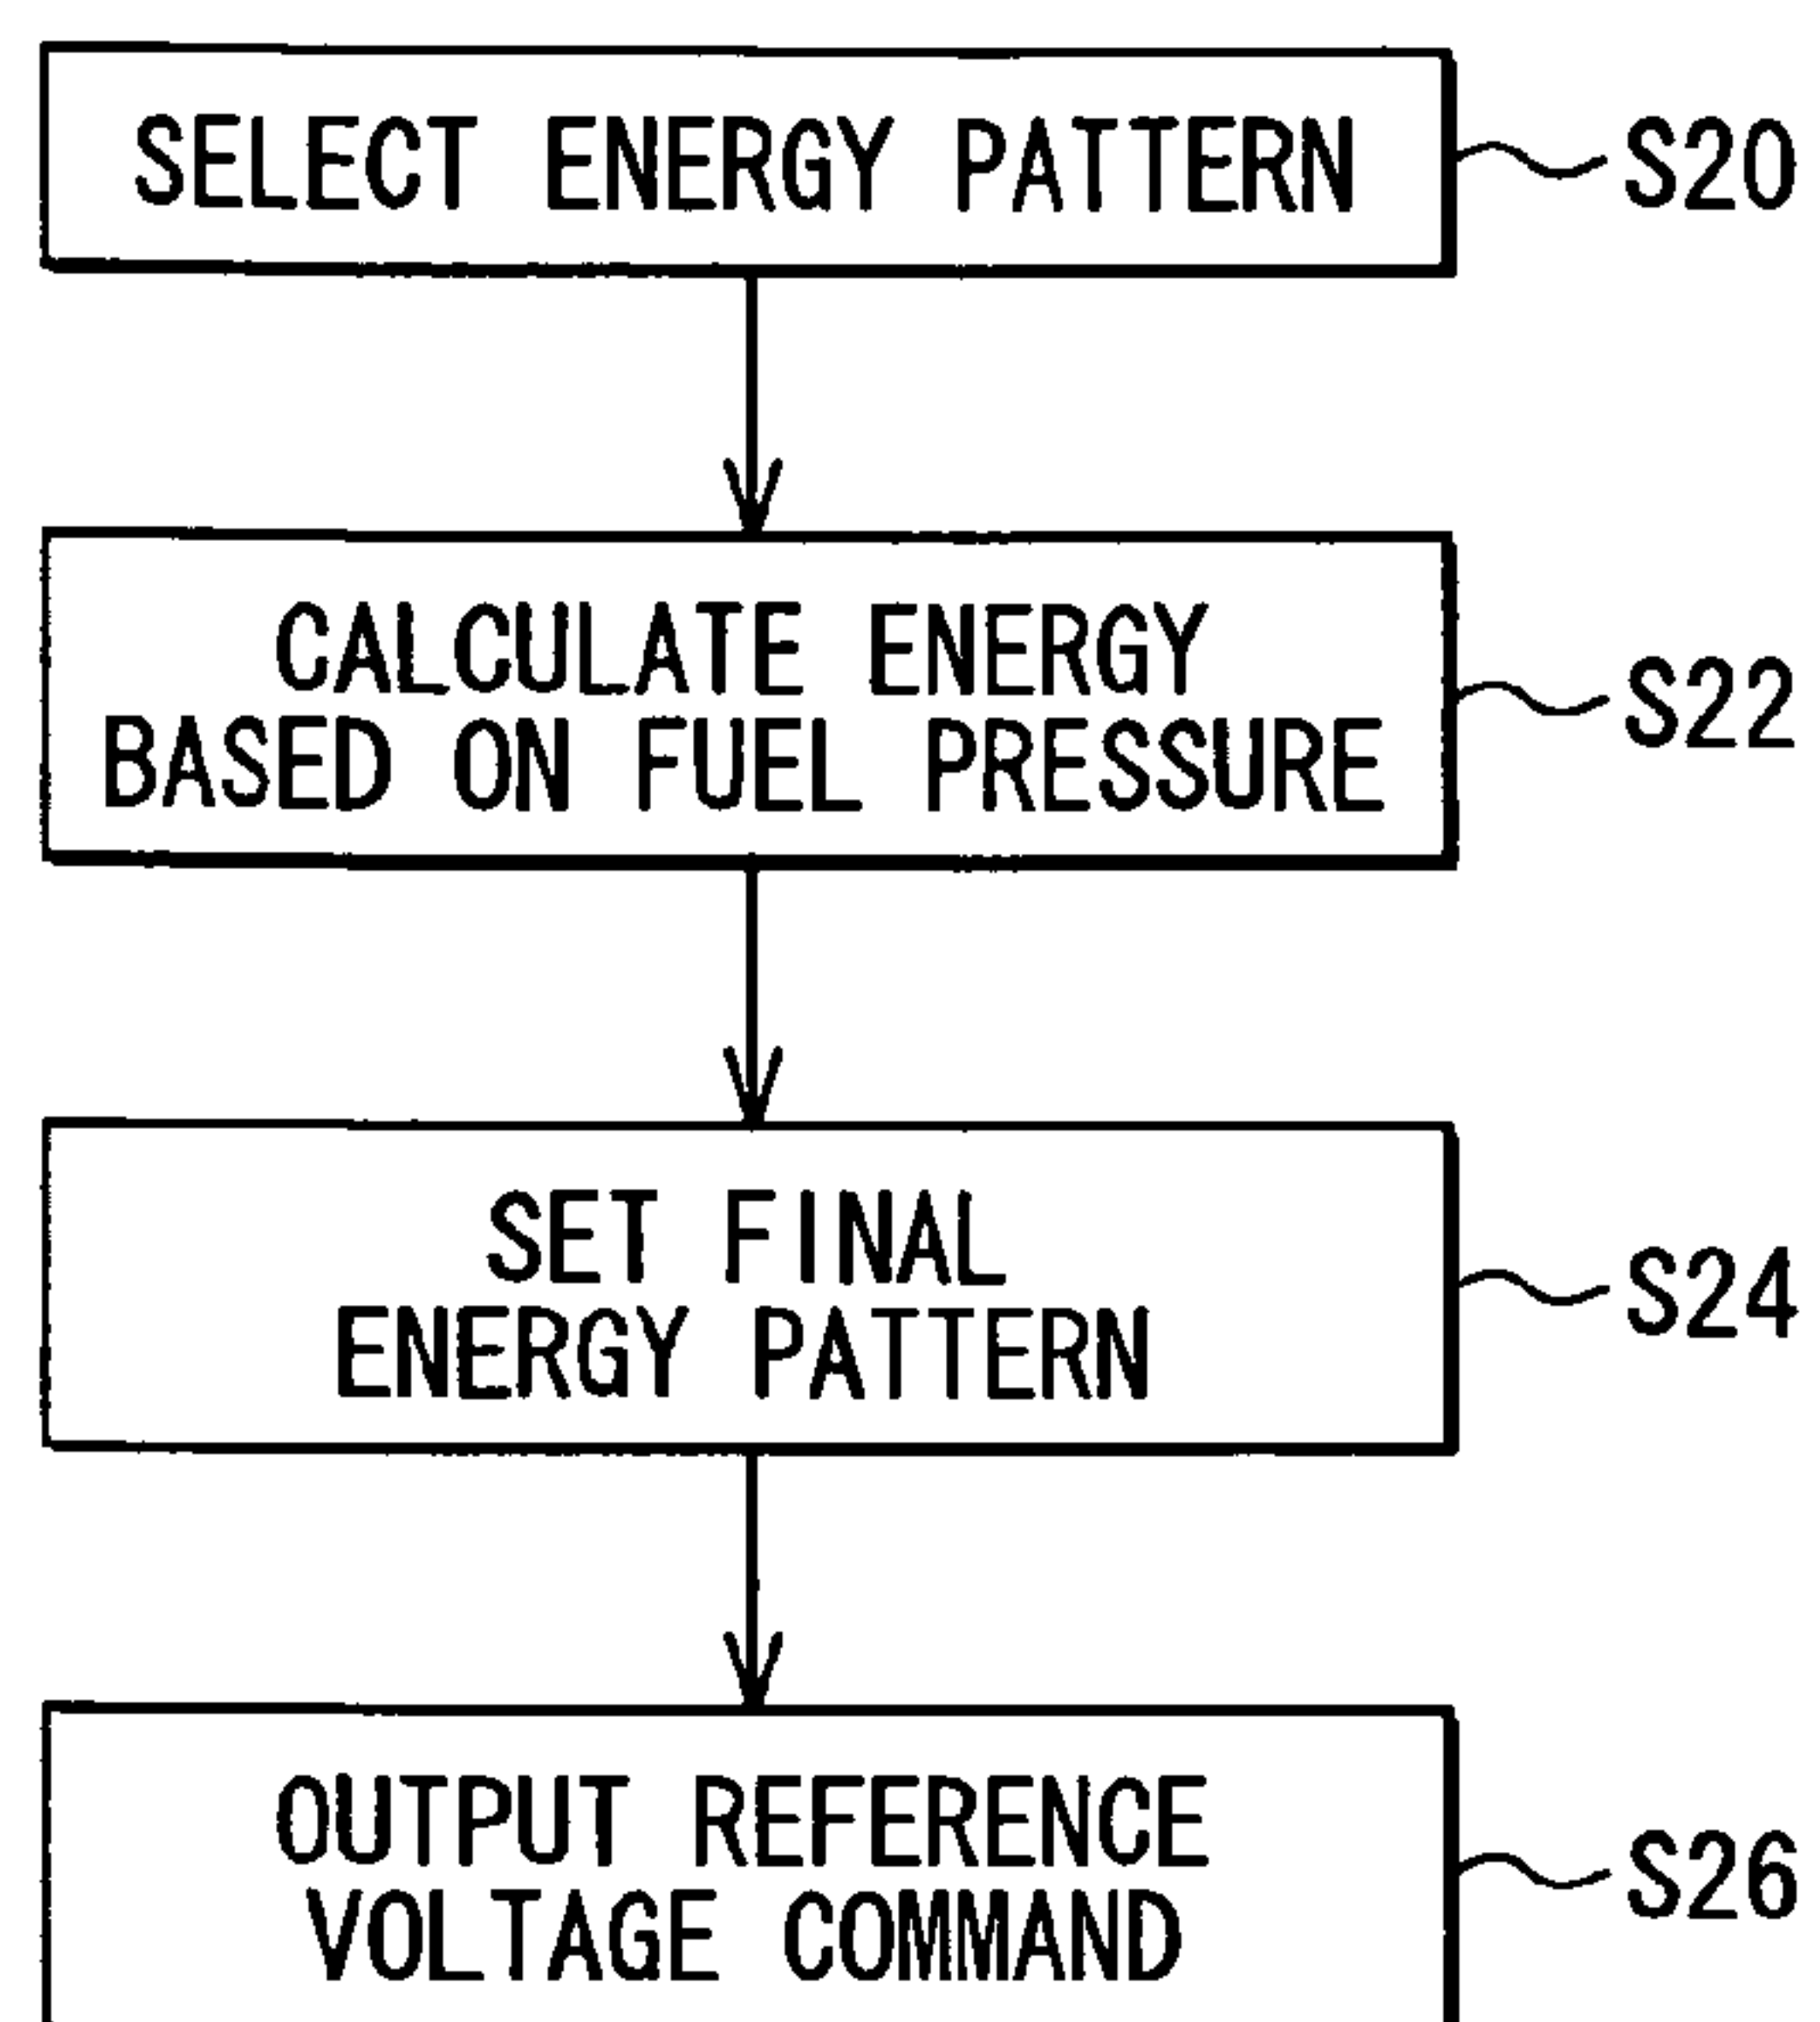 SELECT ENERGY PATTERN
S20
CALCULATE ENERGY
BASED ON FUEL PRESSURE
S22
SET FINAL
ENERGY PATTERN
S24
OUTPUT REFERENCE
VOLTAGE COMMAND
S26